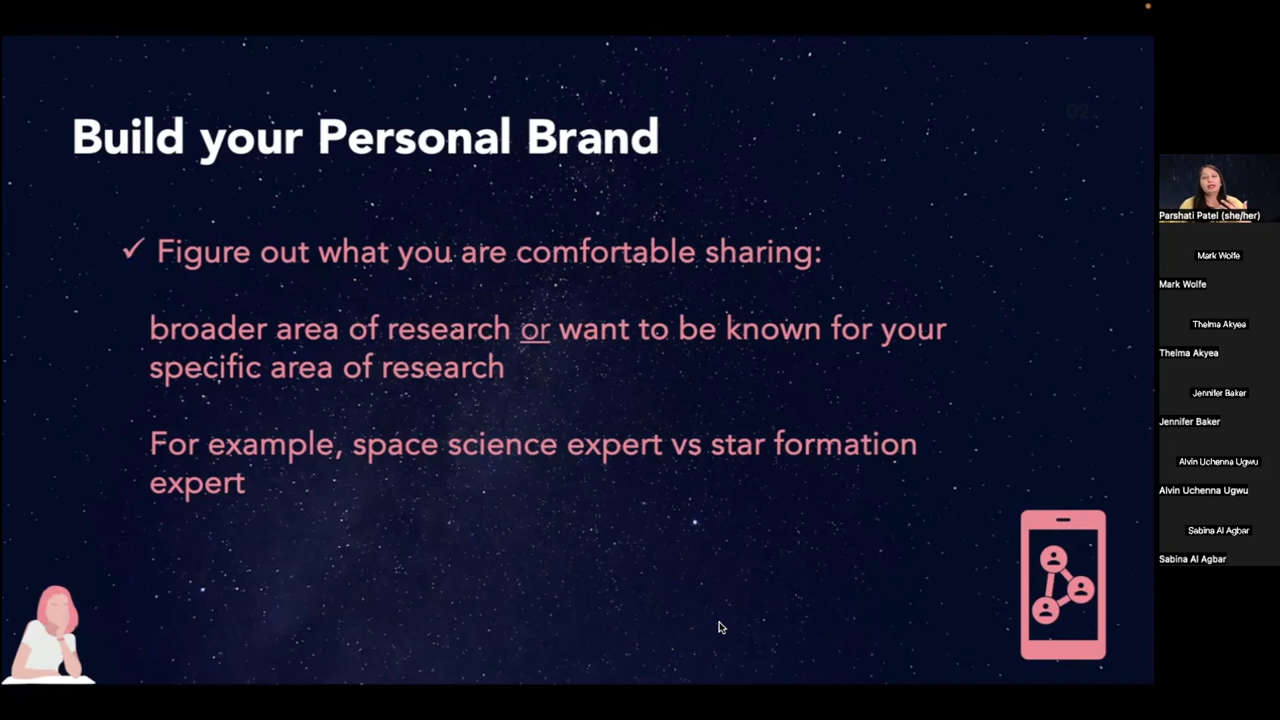 02
Build your Personal Brand
✓ Figure out what you are comfortable sharing:
broader area of research or want to be known for your
specific area of research
For example, space science expert vs star formation
expert
Parshati Patel (she/her)
Mark Wolfe
Mark Wolfe
Thelma Akyea
Thelma Akyea
Jennifer Baker
Jennifer Baker
Alvin Uchenna Ugwu
Alvin Uchenna Ugwu
Sabina Al Agbar
Sabina Al Agbar